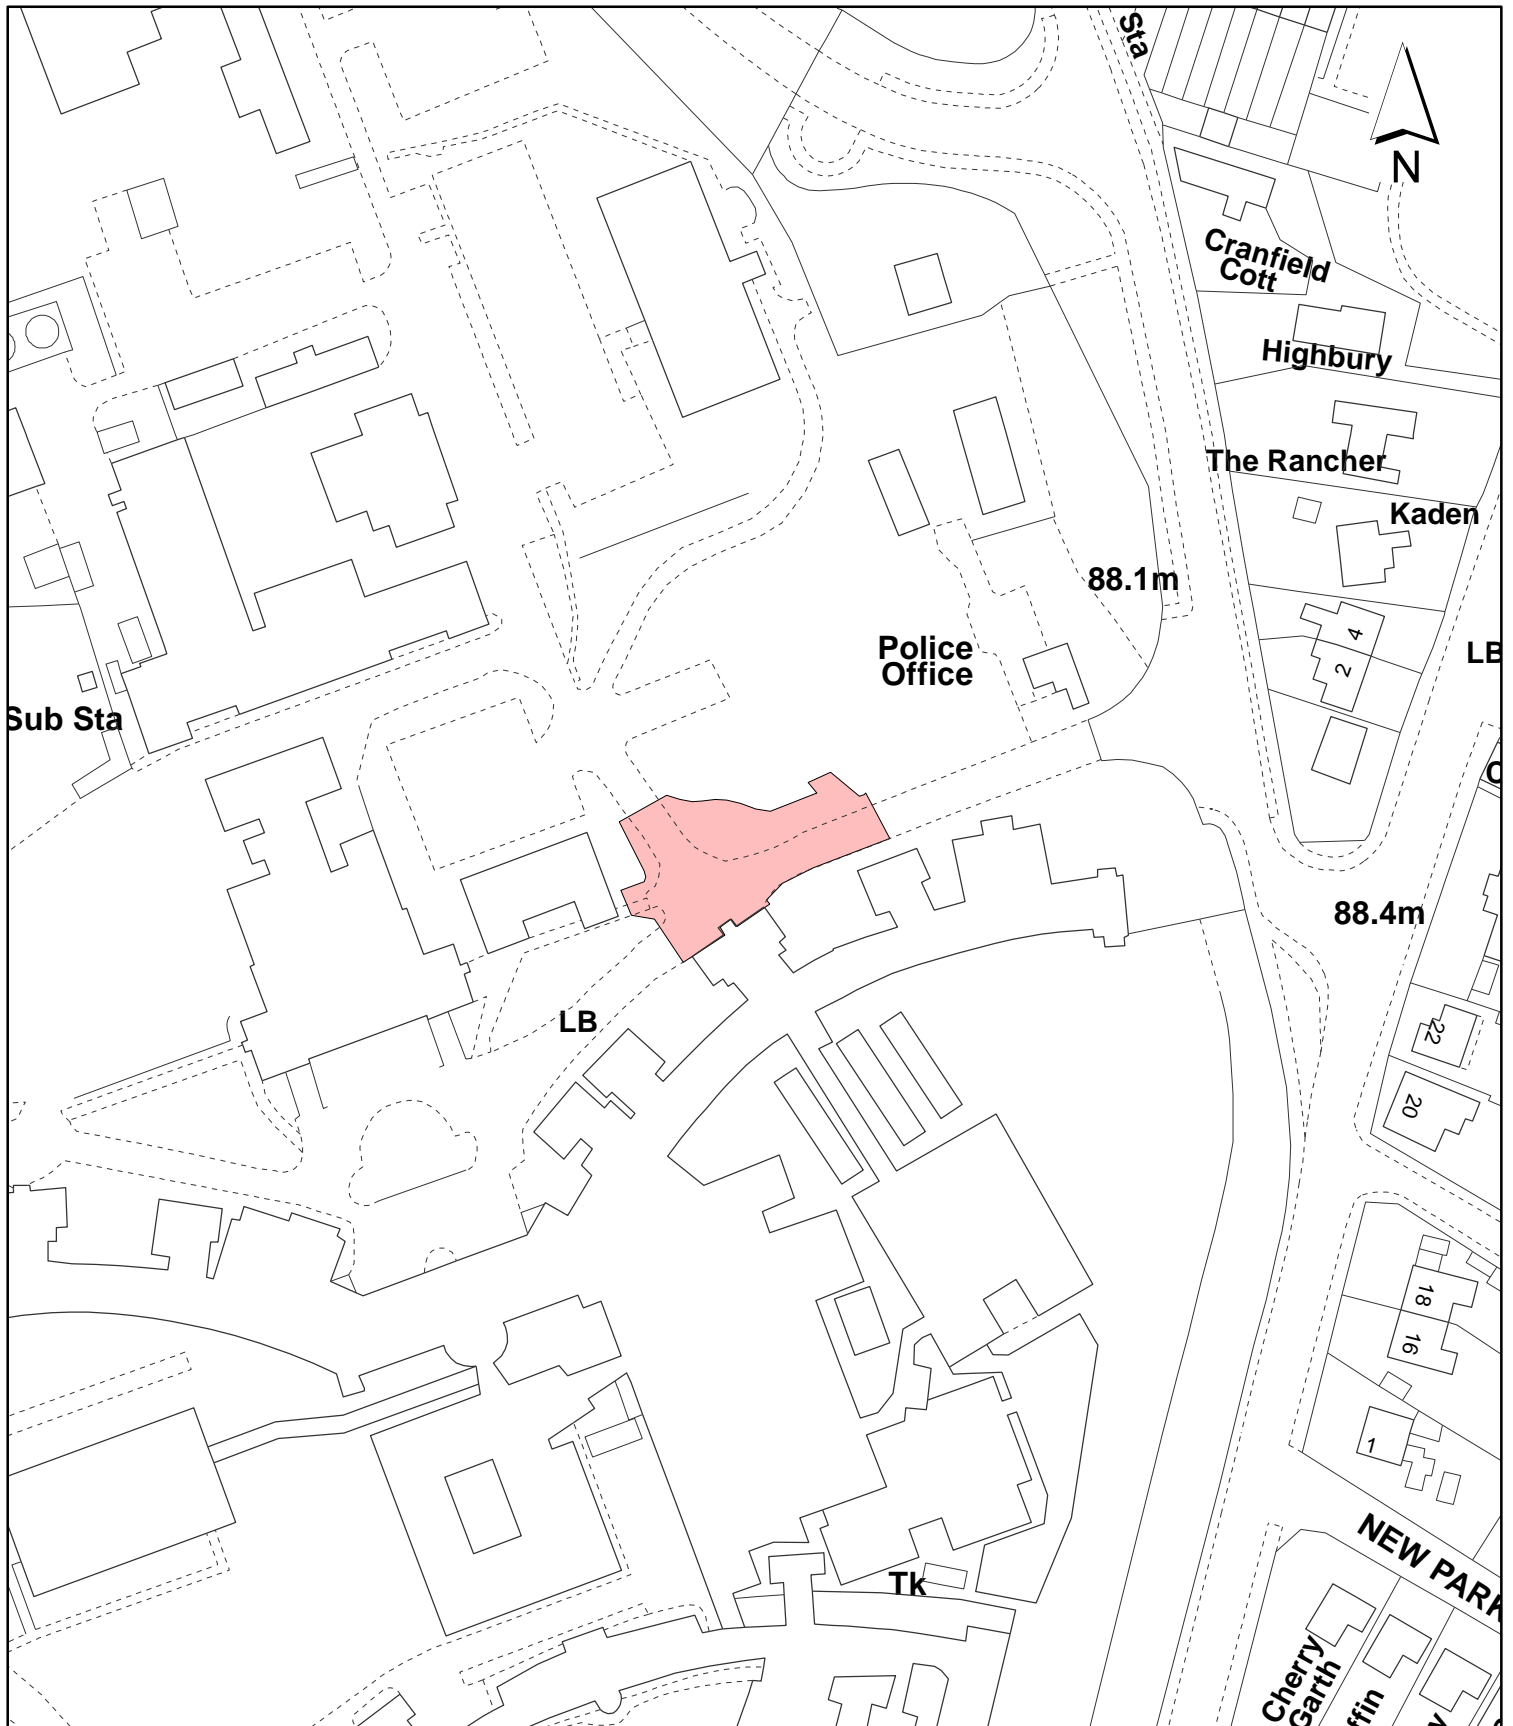 Sta
N
Cranfield
Cott
Highbury
The Rancher
Kaden
88.1m
4
2
Police
Office
LB
Sub Sta
88.4m
LB
22
20
18
16
1
NEW PARK
Tk
Cherry
Garth
ffin